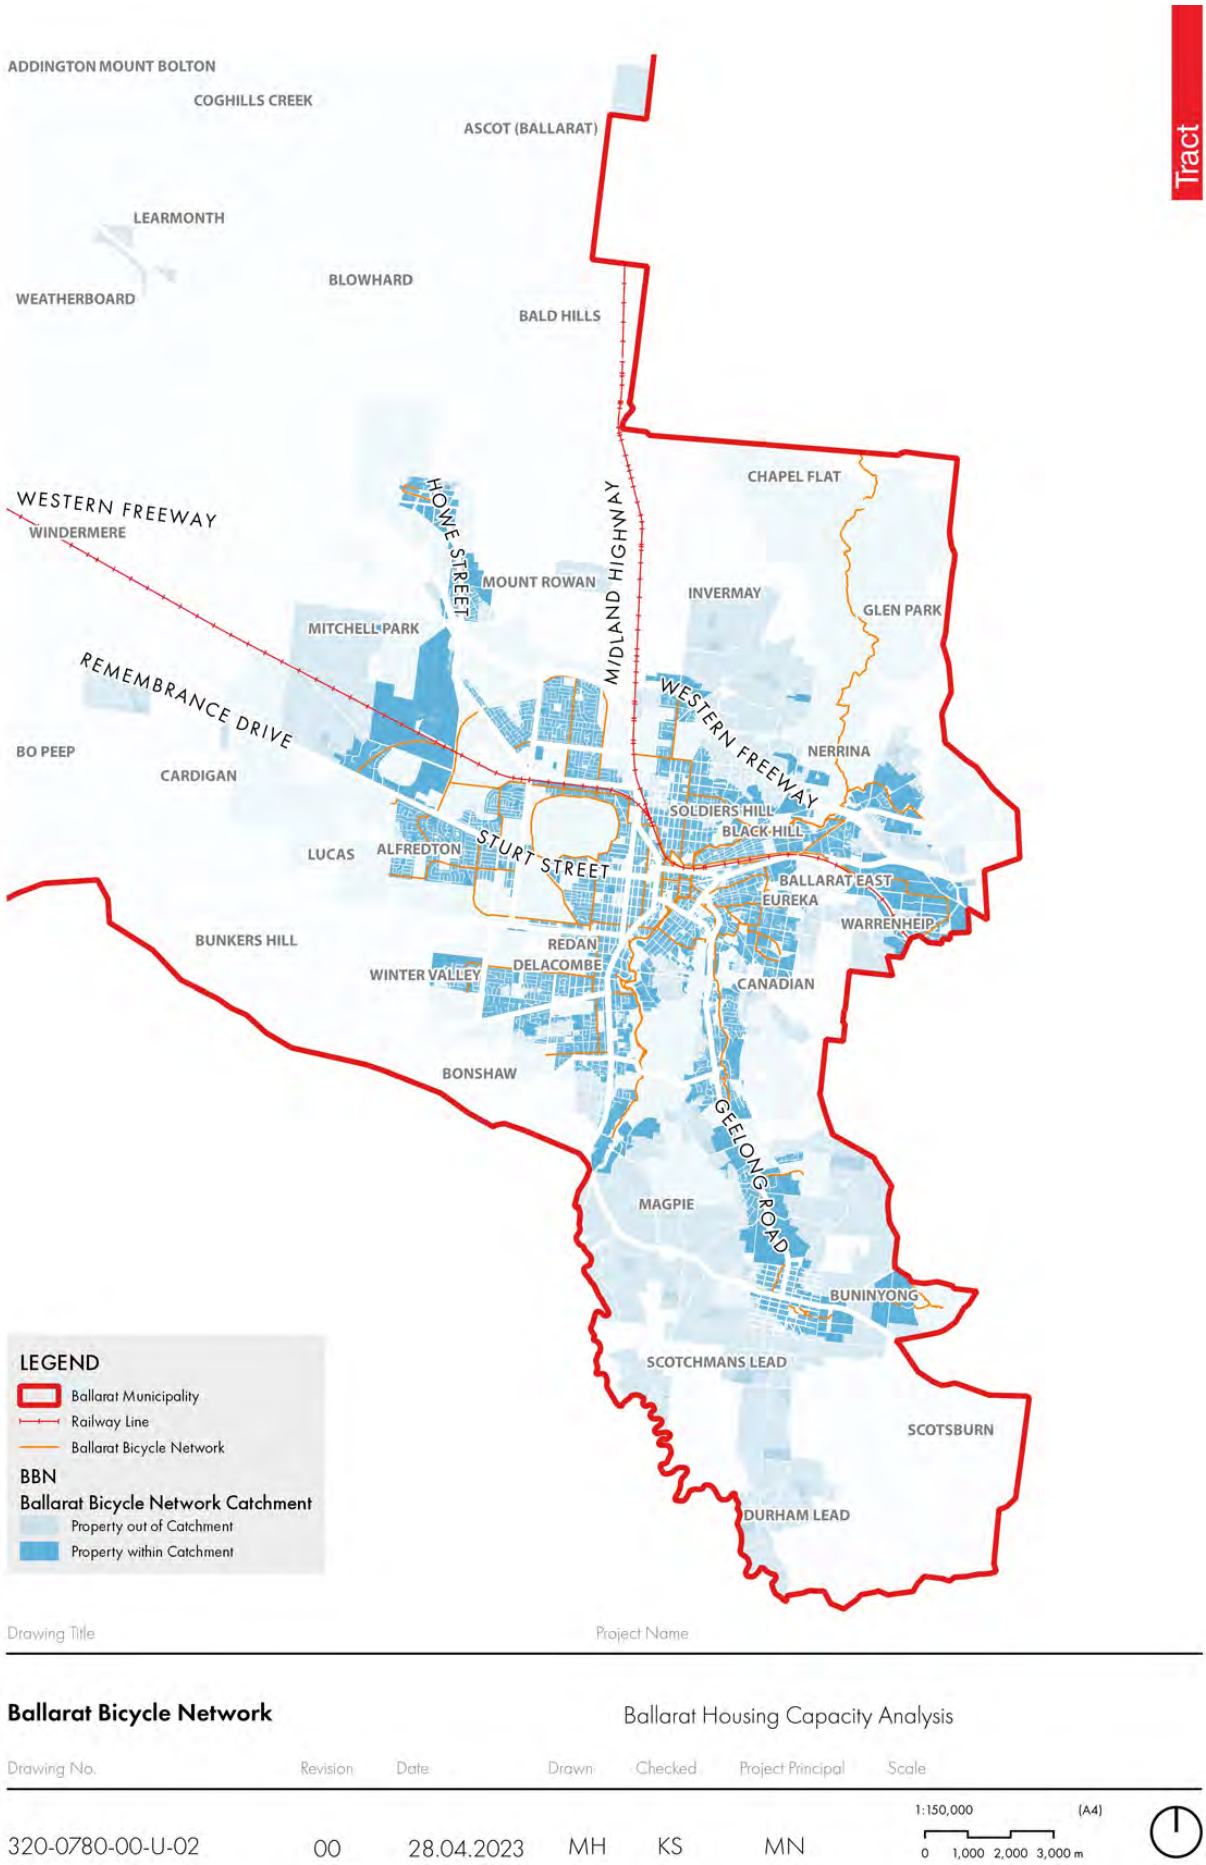 Tract
ADDINGTON MOUNT BOLTON
COGHILLS CREEK
ASCOT (BALLARAT)
LEARMONTH
BLOWHARD
WEATHERBOARD
BALD HILLS
CHAPEL FLAT
WESTERN FREEWAY
WINDERMERE
HOWE STREET
MIDLAND HIGHWAY
MOUNT ROWAN
INVERMAY
GLEN PARK
MITCHELL PARK
REMEMBRANCE DRIVE
WESTERN FREEWAY
BO PEEP
CARDIGAN
NERRINA
SOLDIERS HILL
BLACK HILL
LUCAS
ALFREDTON
STURT STREET
BALLARAT EAST
EUREKA
WARRENHEIP
BUNKERS HILL
REDAN
DELACOMBE
WINTER VALLEY
CANADIAN
BONSHAW
GEELONG ROAD
MAGPIE
BUNINYONG
SCOTCHMANS LEAD
SCOTSBURN
DURHAM LEAD
LEGEND
Ballarat Municipality
Railway Line
Ballarat Bicycle Network
BBN
Ballarat Bicycle Network Catchment
Property out of Catchment
Property within Catchment
Drawing Title Project Name
Ballarat Bicycle Network Ballarat Housing Capacity Analysis
Drawing No. Revision Date Drawn Checked Project Principal Scale
1:150,000 (A4)
320-0780-00-U-02 00 28.04.2023 MH KS MN
0 1,000 2,000 3,000 m